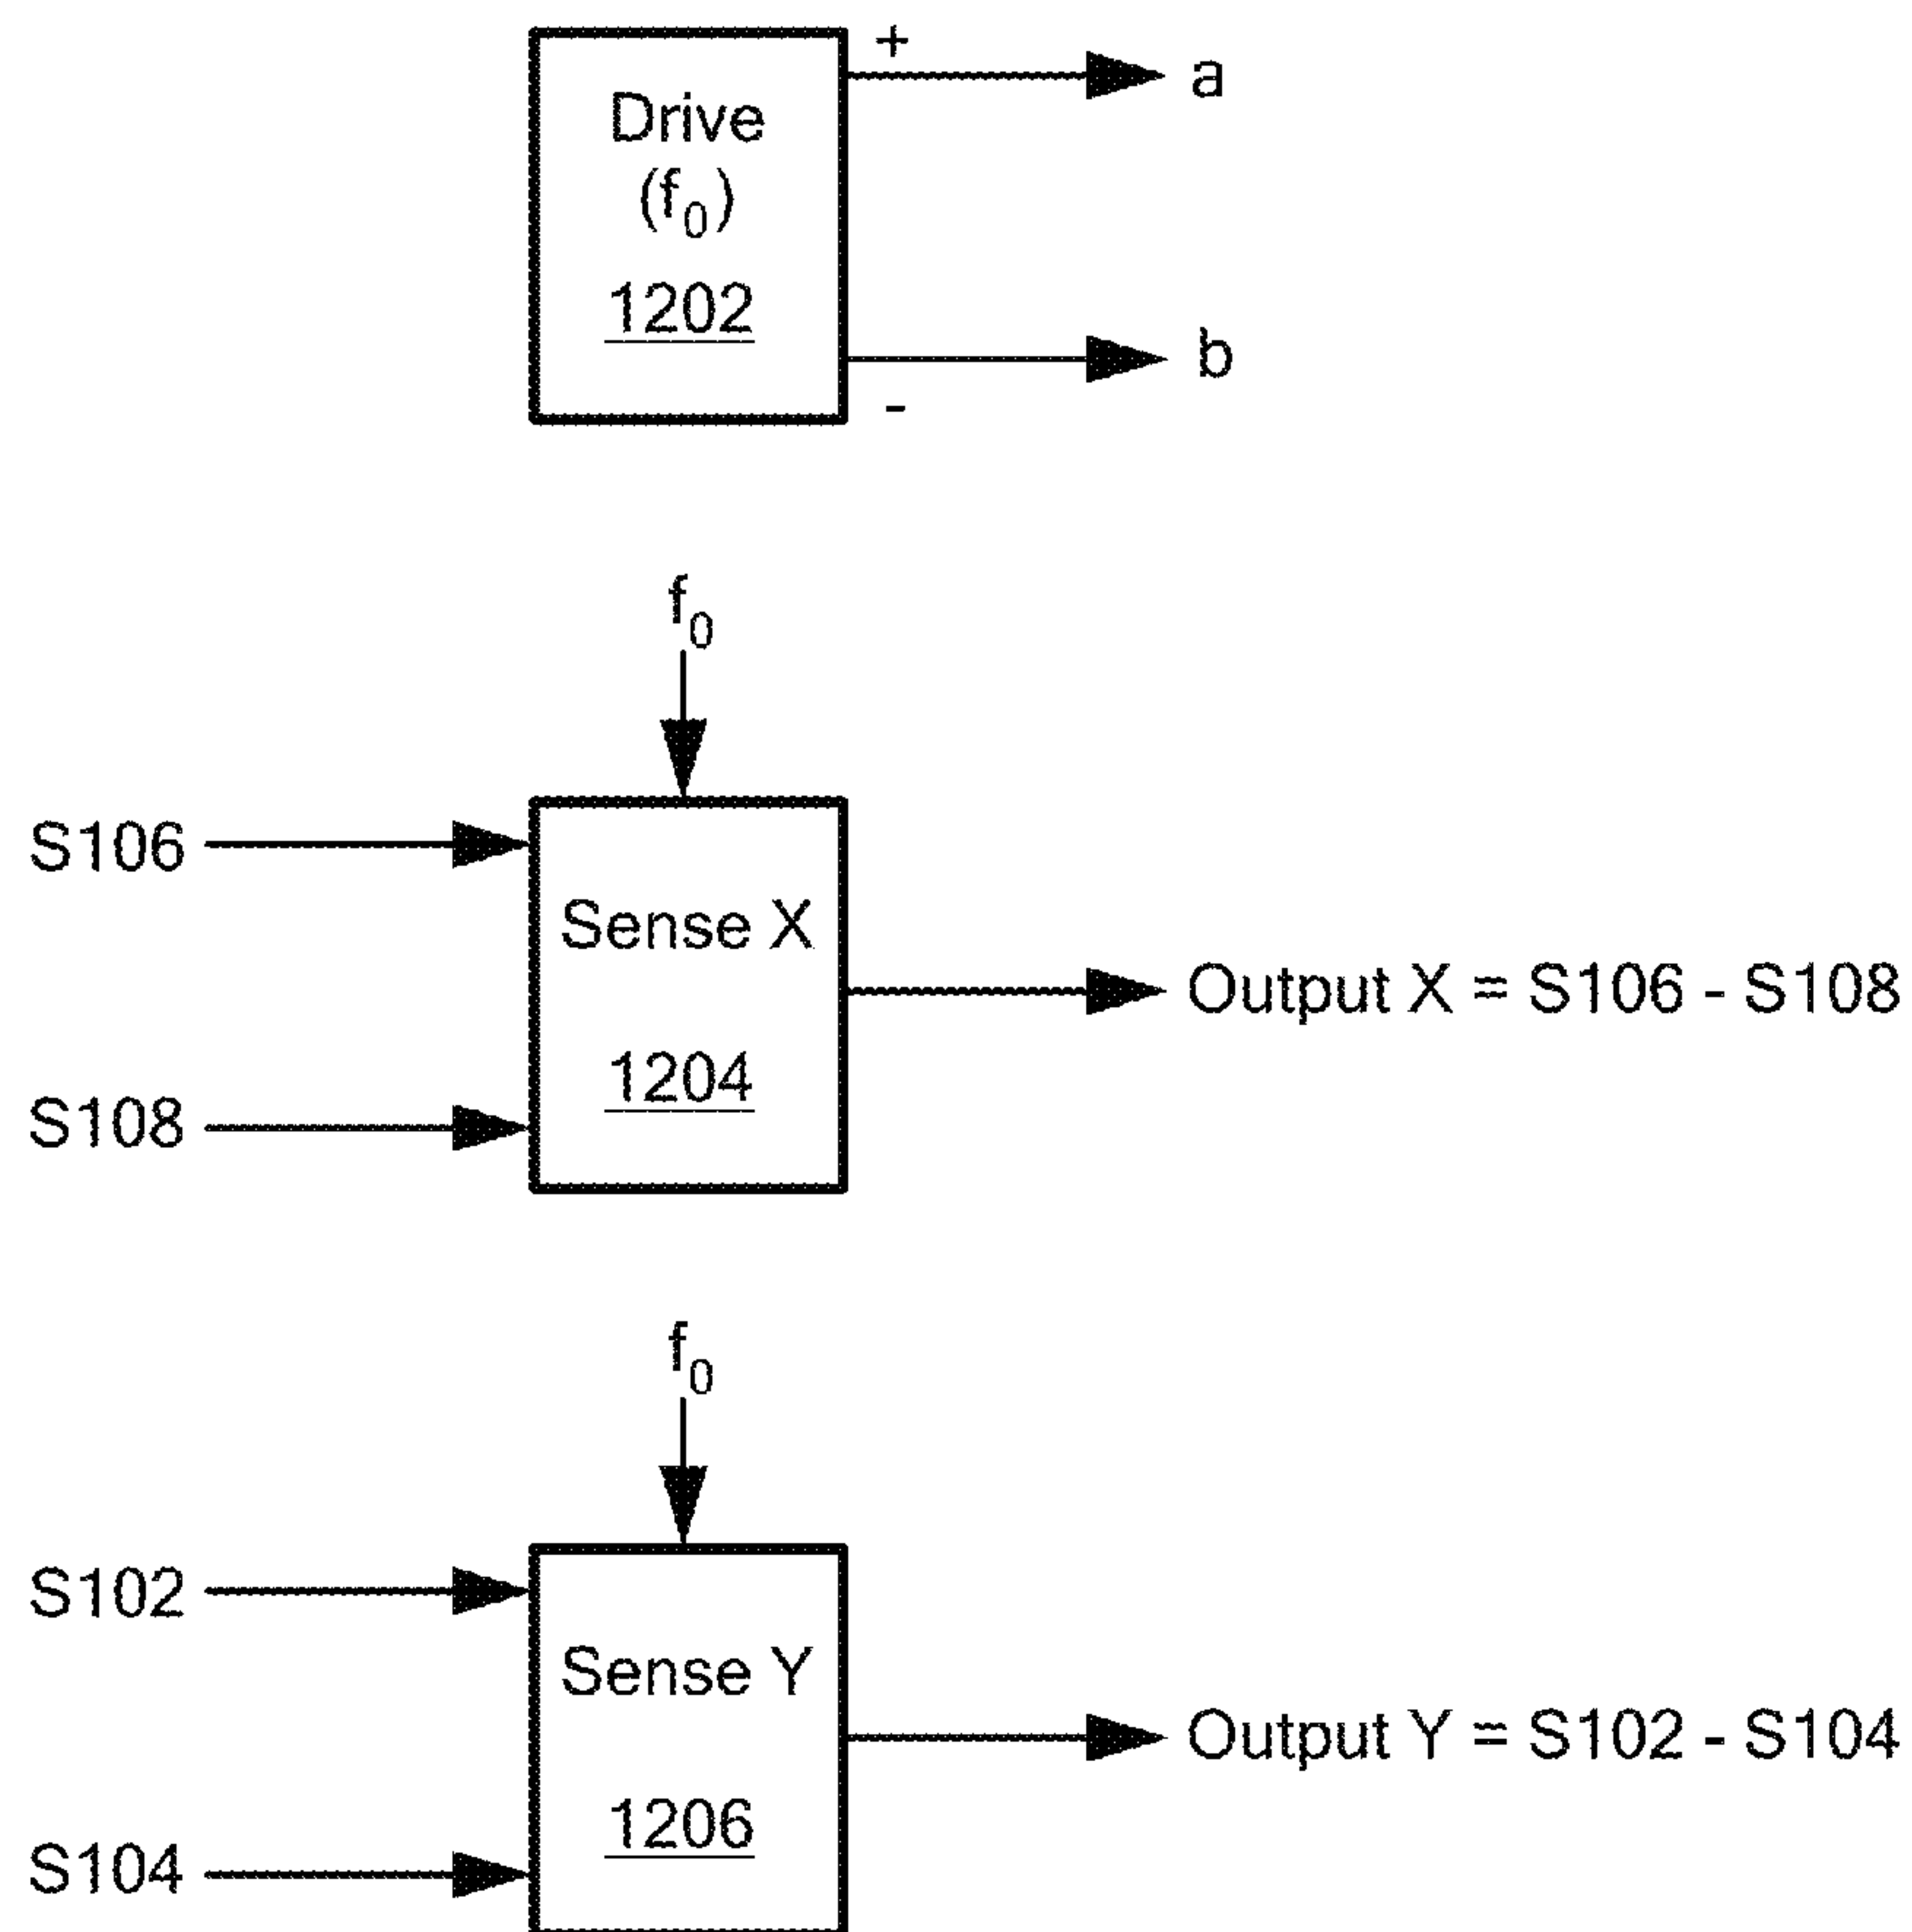 +
a
Drive
(f0)
1202
b
-
f0
S106
Sense X
Output X = S106 - S108
1204
S108
f0
S102
Sense Y
Output Y = S102 - S104
1206
S104